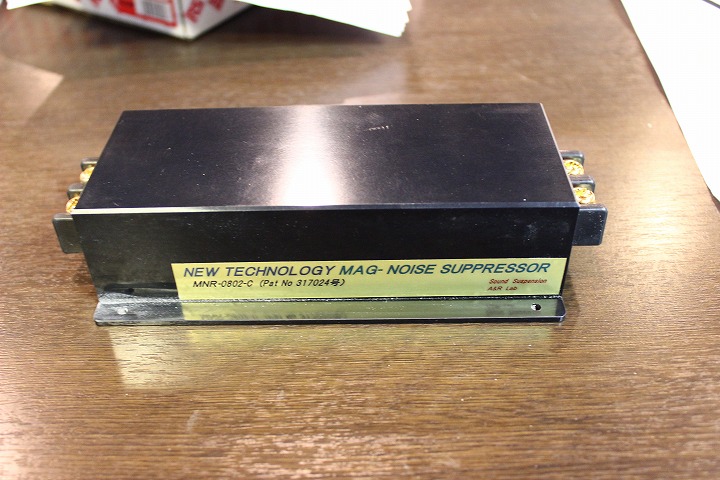 NEW TECHNOLOGY MAG-NOISE SUPPRESSOR
MNR-0802-C (Pat No 317024号)
Sound Suspension
A&R Lab